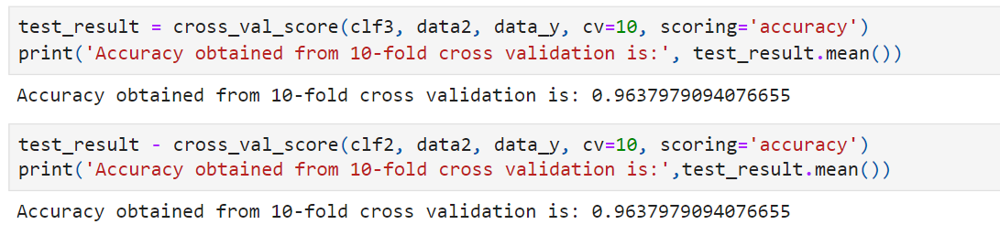 test_result = cross_val_score(clf3, data2, data_y, cv=10, scoring='accuracy')
print('Accuracy obtained from 10-fold cross validation is:', test_result.mean())
Accuracy obtained from 10-fold cross validation is: 0.9637979094076655
test_result - cross_val_score(clf2, data2, data_y, cv=10, scoring='accuracy')
print('Accuracy obtained from 10-fold cross validation is:',test_result.mean())
Accuracy obtained from 10-fold cross validation is: 0.9637979094076655